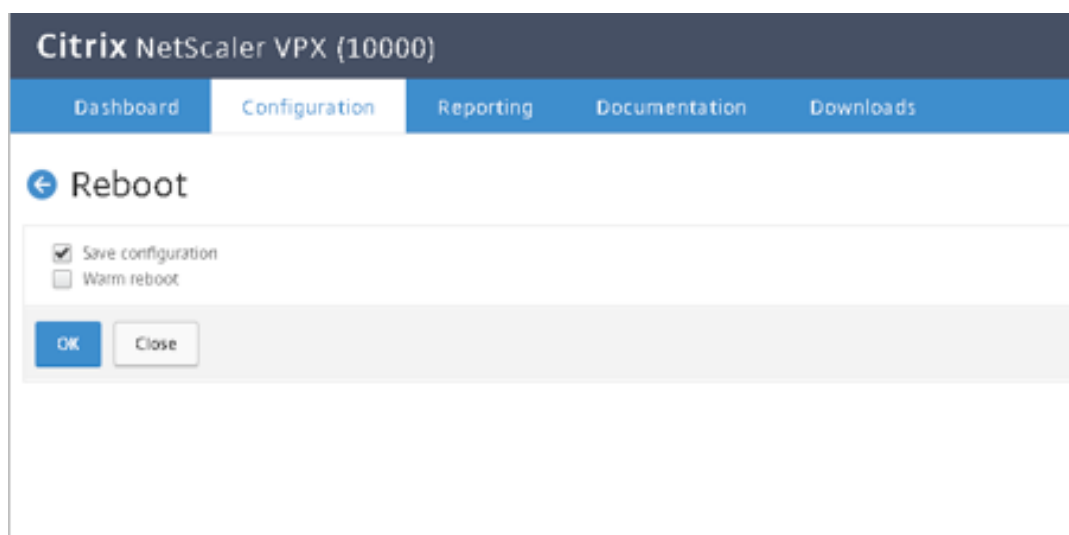 Citrix NetScaler VPX (10000)
Dashboard Configuration Reporting Documentation Downloads
Reboot
Save configuration
Warm reboot
OK Close